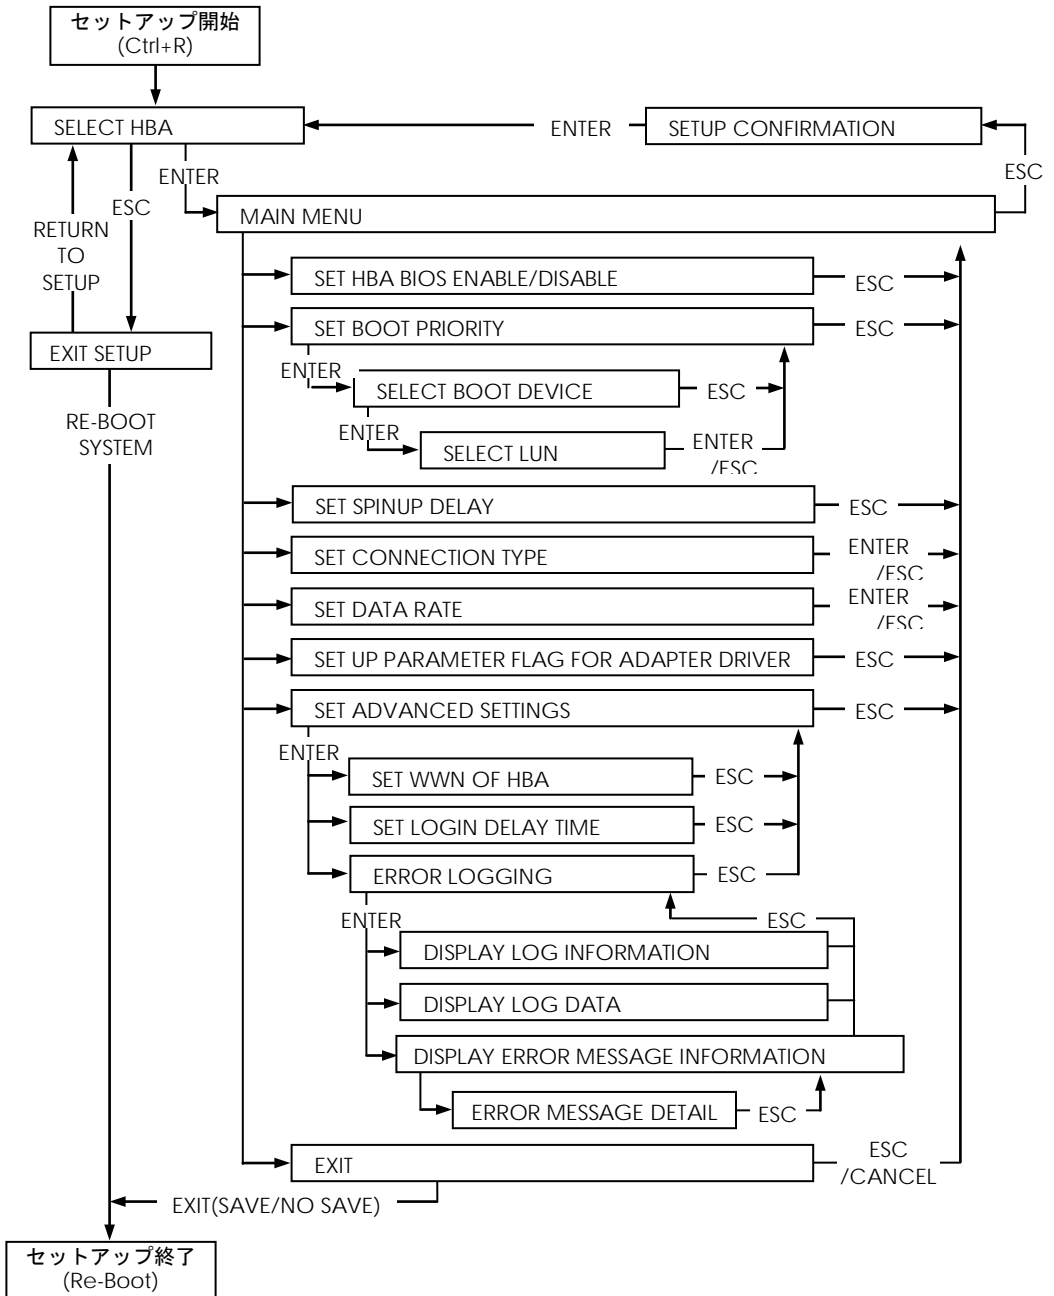 セットアップ開始
(Ctrl+R)
SELECT HBA
ENTER
SETUP CONFIRMATION
ESC
ENTER
ESC
MAIN MENU
RETURN
TO
SETUP
SET HBA BIOS ENABLE/DISABLE
ESC
SET BOOT PRIORITY
ESC
EXIT SETUP
ENTER
SELECT BOOT DEVICE
ESC
RE-BOOT
SYSTEM
ENTER
SELECT LUN
ENTER
/ESC
SET SPINUP DELAY
ESC
SET CONNECTION TYPE
ENTER
/ESC
SET DATA RATE
ENTER
/ESC
SET UP PARAMETER FLAG FOR ADAPTER DRIVER
ESC
SET ADVANCED SETTINGS
ESC
ENTER
SET WWN OF HBA
ESC
SET LOGIN DELAY TIME
ESC
ERROR LOGGING
ESC
ENTER
ESC
DISPLAY LOG INFORMATION
DISPLAY LOG DATA
DISPLAY ERROR MESSAGE INFORMATION
ERROR MESSAGE DETAIL
ESC
EXIT
ESC
/CANCEL
EXIT(SAVE/NO SAVE)
セットアップ終了
(Re-Boot)